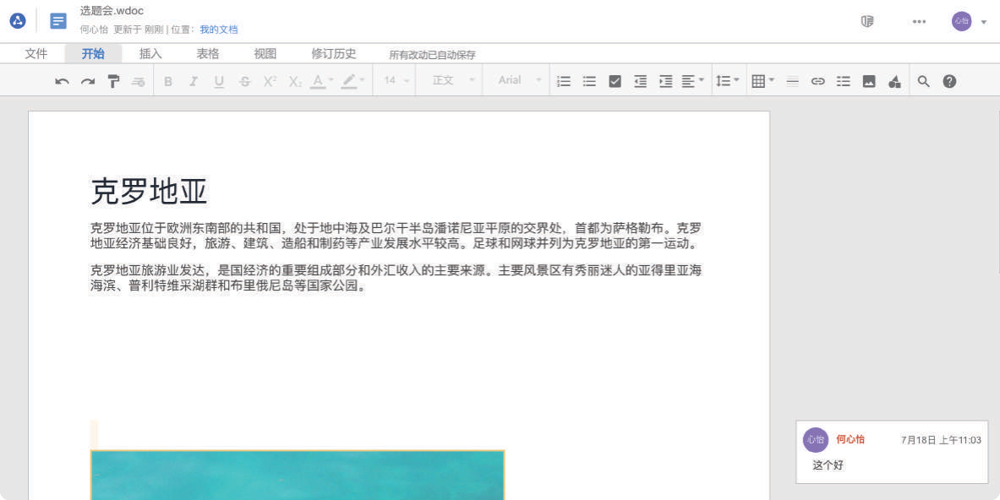 选题会.wdoc
何心怡 更新于 刚刚 | 位置： 我的文档
心怡
文件 开始 插入 表格 视图 修订历史 所有改动已自动保存
B I U S X² X₂ A 14 正文 Arial
克罗地亚
克罗地亚位于欧洲东南部的共和国，处于地中海及巴尔干半岛潘诺尼亚平原的交界处，首都为萨格勒布。克罗
地亚经济基础良好，旅游、建筑、造船和制药等产业发展水平较高。足球和网球并列为克罗地亚的第一运动。
克罗地亚旅游业发达，是国经济的重要组成部分和外汇收入的主要来源。主要风景区有秀丽迷人的亚得里亚海
海滨、普利特维采湖群和布里俄尼岛等国家公园。
心怡 何心怡 7月18日 上午11:03
这个好